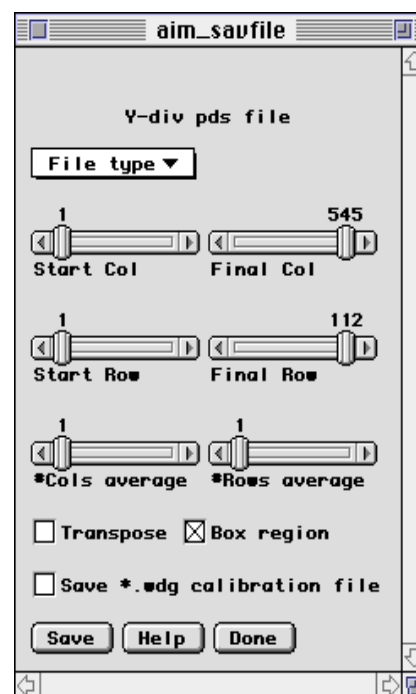 aim_savfile
Y-div pds file
File type
1 545
Start Col Final Col
1 112
Start Row Final Row
1 1
#Cols average #Rows average
Transpose Box region
Save *.wdg calibration file
Save Help Done